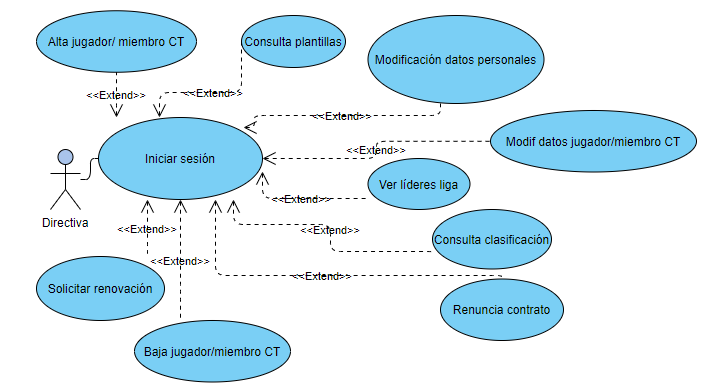 Alta jugador/ miembro CT
Consulta plantillas
Modificación datos personales
<<Extend>>
<<Extend>>
<<Extend>>
Modif datos jugador/miembro CT
<<Extend>>
Iniciar sesión
Ver líderes liga
<<Extend>>
Directiva
<<Extend>>
<<Extend>>
Consulta clasificación
<<Extend>>
<<Extend>>
Solicitar renovación
Renuncia contrato
Baja jugador/miembro CT